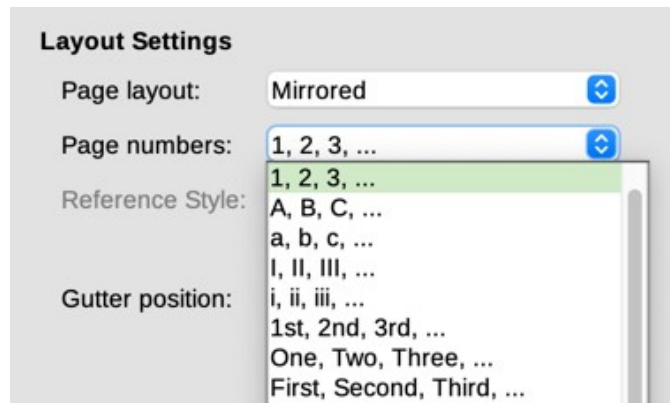 Layout Settings
Page layout: Mirrored
Page numbers: 1, 2, 3, ...
1, 2, 3, ...
Reference Style:
A, B, C, ...
a, b, c, ...
I, II, III, ...
Gutter position:
i, ii, iii, ...
1st, 2nd, 3rd, ...
One, Two, Three, ...
First, Second, Third, ...